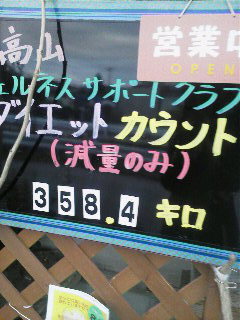 高山
営業中
OPEN
ェルネスサポートクラブ
ダイエットカウント
(減量のみ)
358.4キロ